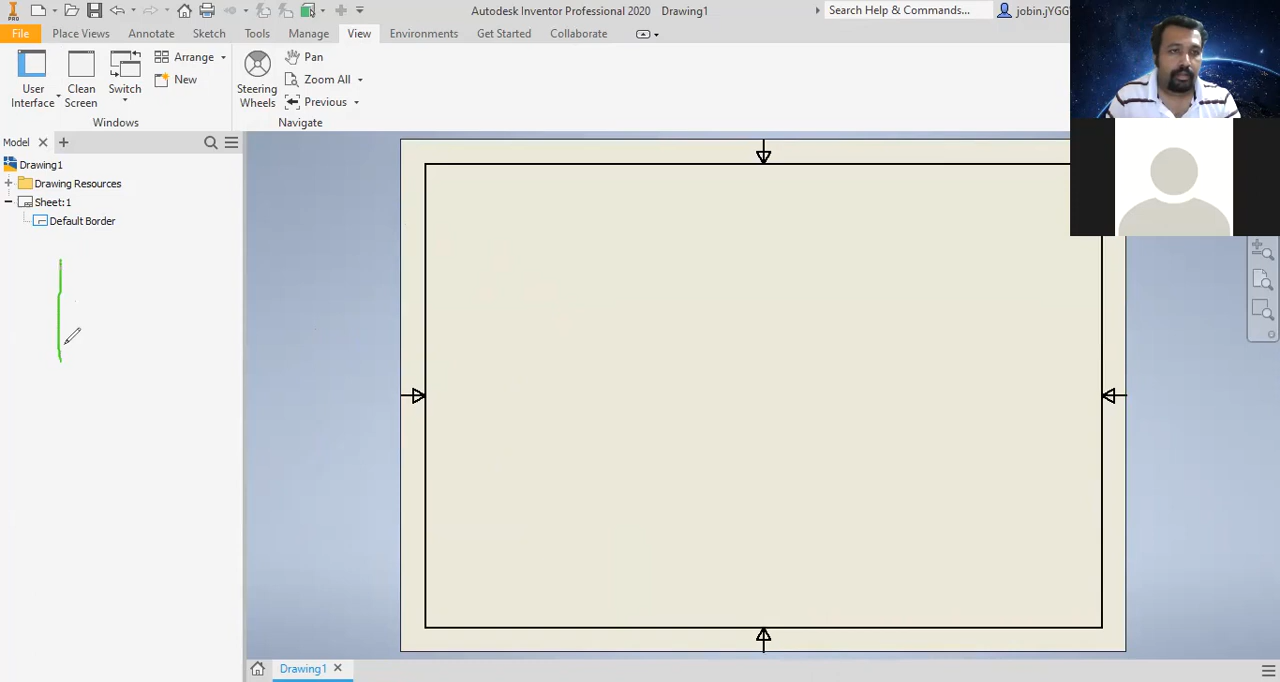 PRO
Autodesk Inventor Professional 2020 Drawing1
Search Help & Commands...
jobin.jYGG
File Place Views Annotate Sketch Tools Manage View Environments Get Started Collaborate
User Interface
Clean Screen
Switch
Arrange
New
Windows
Steering Wheels
Pan
Zoom All
Previous
Navigate
Model
Drawing1
Drawing Resources
Sheet:1
Default Border
Drawing1